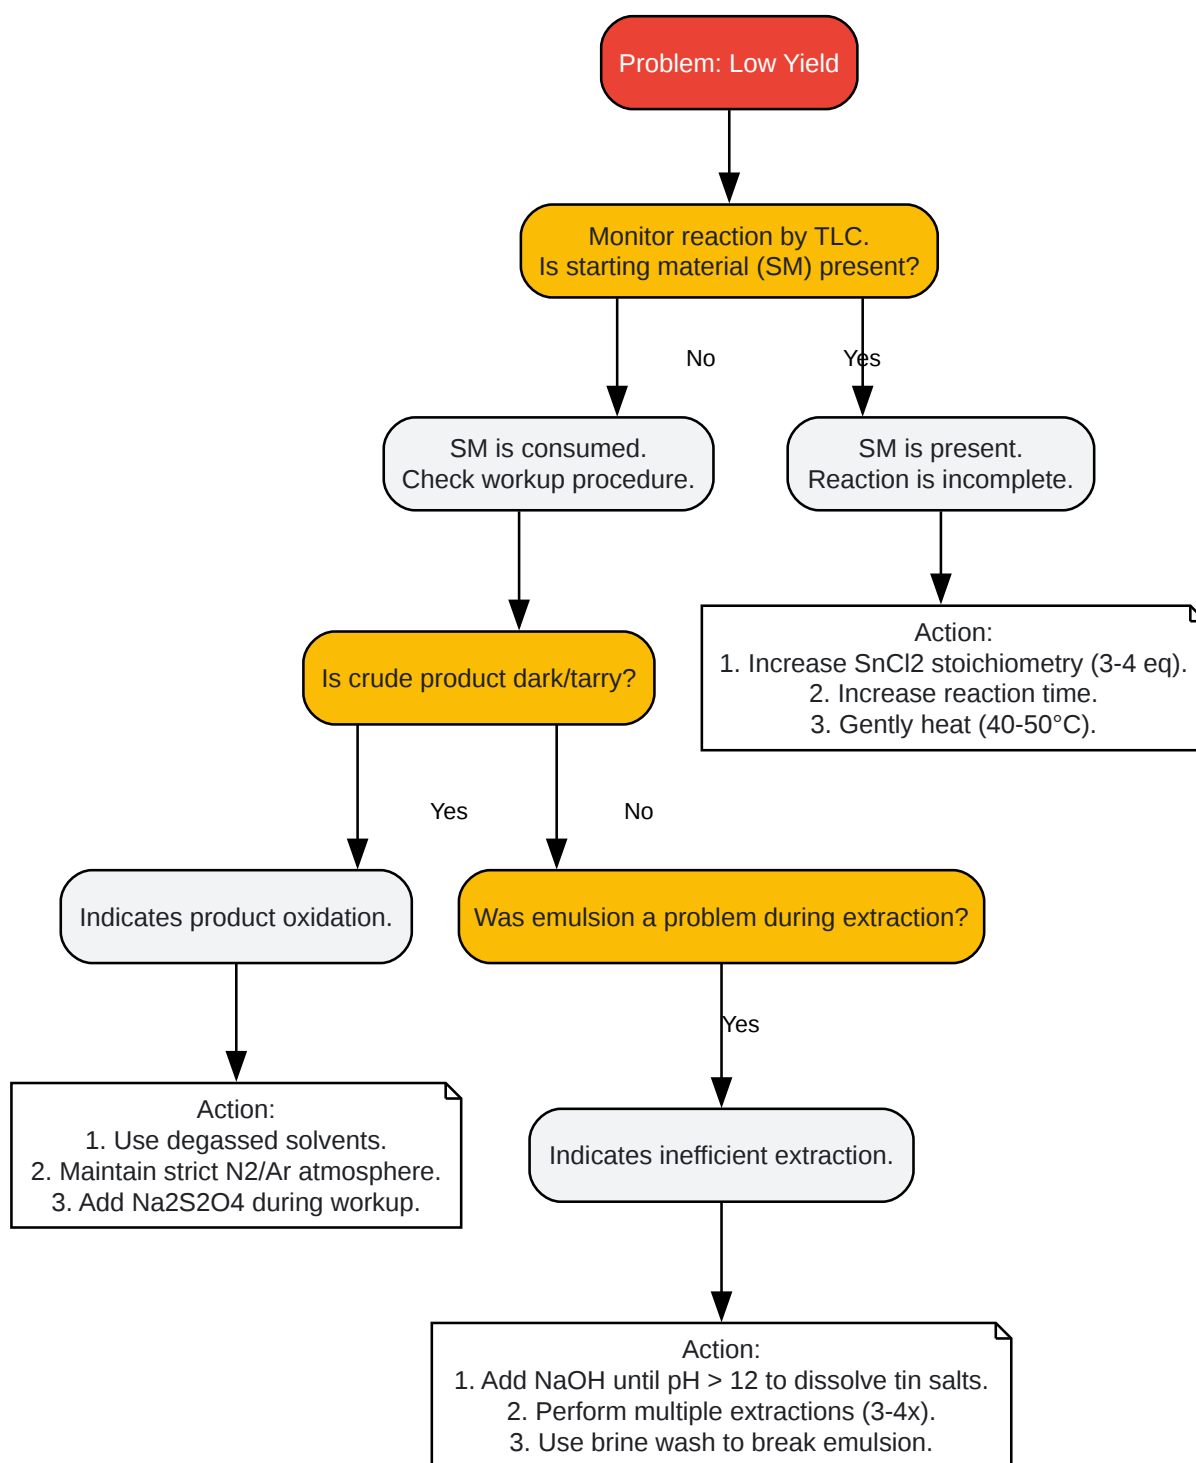 Problem: Low Yield
Monitor reaction by TLC.
Is starting material (SM) present?
No
Yes
SM is consumed.
Check workup procedure.
SM is present.
Reaction is incomplete.
Action:
1. Increase SnCl2 stoichiometry (3-4 eq).
2. Increase reaction time.
3. Gently heat (40-50°C).
Is crude product dark/tarry?
Yes
No
Indicates product oxidation.
Was emulsion a problem during extraction?
Yes
Action:
1. Use degassed solvents.
2. Maintain strict N2/Ar atmosphere.
3. Add Na2S2O4 during workup.
Indicates inefficient extraction.
Action:
1. Add NaOH until pH > 12 to dissolve tin salts.
2. Perform multiple extractions (3-4x).
3. Use brine wash to break emulsion.